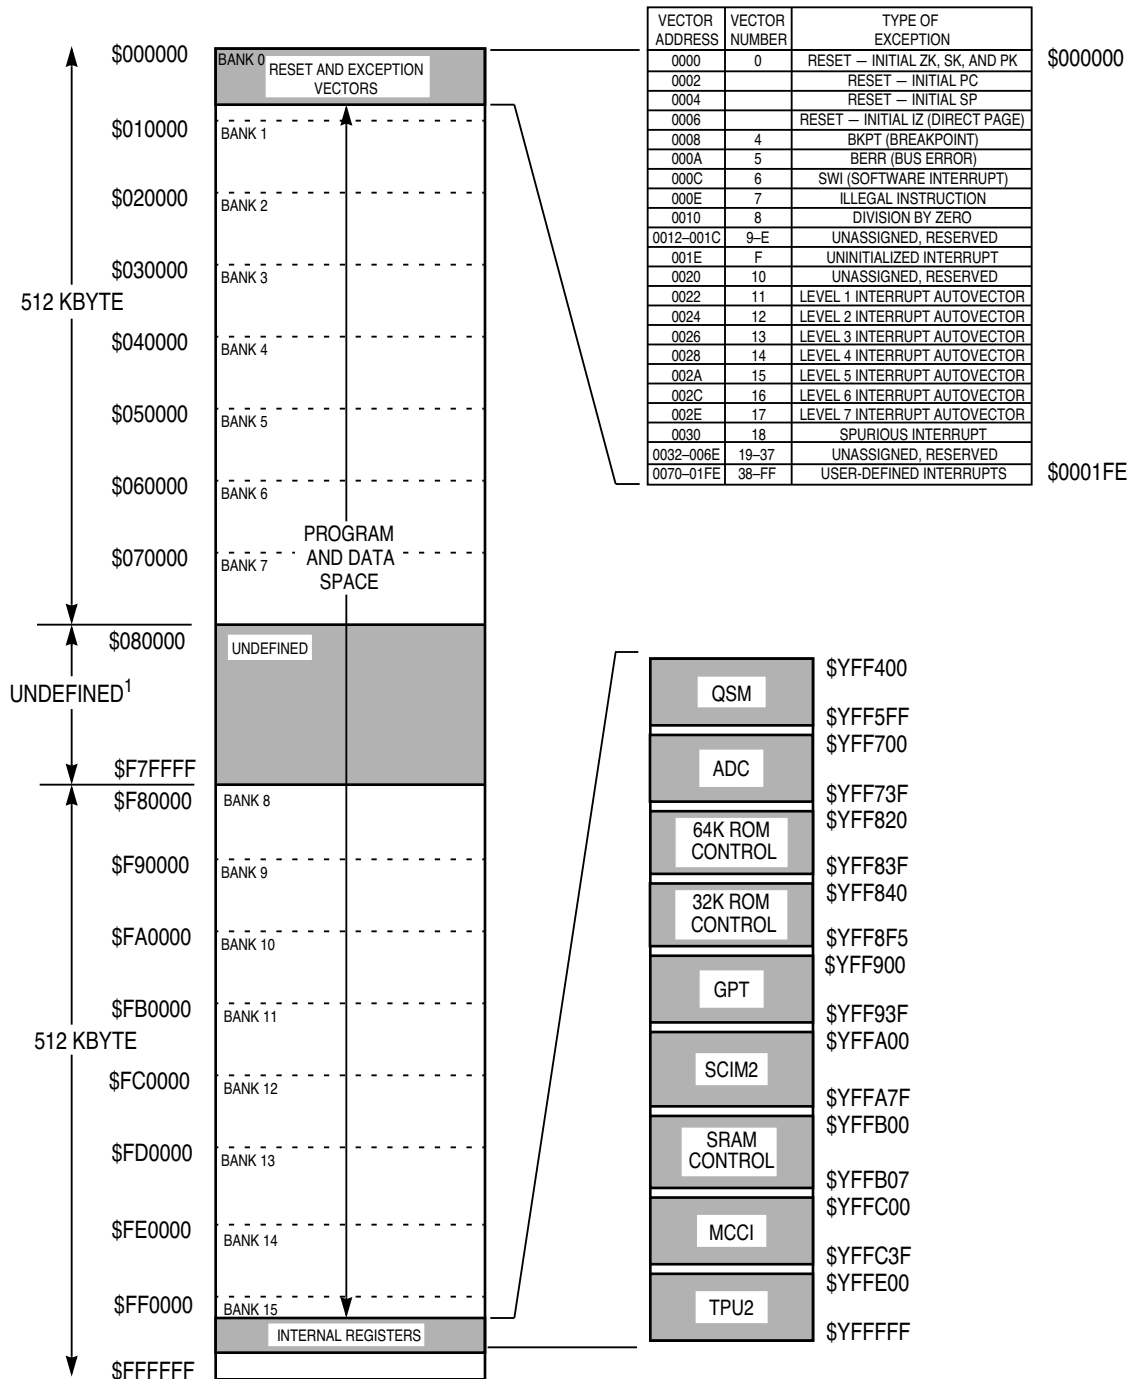 VECTOR ADDRESS VECTOR NUMBER TYPE OF EXCEPTION
0000 0 RESET — INITIAL ZK, SK, AND PK
0002 RESET — INITIAL PC
0004 RESET — INITIAL SP
0006 RESET — INITIAL IZ (DIRECT PAGE)
0008 4 BKPT (BREAKPOINT)
000A 5 BERR (BUS ERROR)
000C 6 SWI (SOFTWARE INTERRUPT)
000E 7 ILLEGAL INSTRUCTION
0010 8 DIVISION BY ZERO
0012–001C 9–E UNASSIGNED, RESERVED
001E F UNINITIALIZED INTERRUPT
0020 10 UNASSIGNED, RESERVED
0022 11 LEVEL 1 INTERRUPT AUTOVECTOR
0024 12 LEVEL 2 INTERRUPT AUTOVECTOR
0026 13 LEVEL 3 INTERRUPT AUTOVECTOR
0028 14 LEVEL 4 INTERRUPT AUTOVECTOR
002A 15 LEVEL 5 INTERRUPT AUTOVECTOR
002C 16 LEVEL 6 INTERRUPT AUTOVECTOR
002E 17 LEVEL 7 INTERRUPT AUTOVECTOR
0030 18 SPURIOUS INTERRUPT
0032–006E 19–37 UNASSIGNED, RESERVED
0070–01FE 38–FF USER-DEFINED INTERRUPTS
$000000
$0001FE
$000000
BANK 0
RESET AND EXCEPTION
VECTORS
$010000
BANK 1
$020000
BANK 2
$030000
BANK 3
512 KBYTE
$040000
BANK 4
$050000
BANK 5
$060000
BANK 6
PROGRAM
AND DATA
SPACE
$070000
BANK 7
$080000
UNDEFINED
UNDEFINED1
$F7FFFF
$F80000
BANK 8
$F90000
BANK 9
$FA0000
BANK 10
$FB0000
BANK 11
512 KBYTE
$FC0000
BANK 12
$FD0000
BANK 13
$FE0000
BANK 14
$FF0000
BANK 15
INTERNAL REGISTERS
$FFFFFF
$YFF400
QSM
$YFF5FF
$YFF700
ADC
$YFF73F
$YFF820
64K ROM
CONTROL
$YFF83F
$YFF840
32K ROM
CONTROL
$YFF8F5
$YFF900
GPT
$YFF93F
$YFFA00
SCIM2
$YFFA7F
$YFFB00
SRAM
CONTROL
$YFFB07
$YFFC00
MCCI
$YFFC3F
$YFFE00
TPU2
$YFFFFF